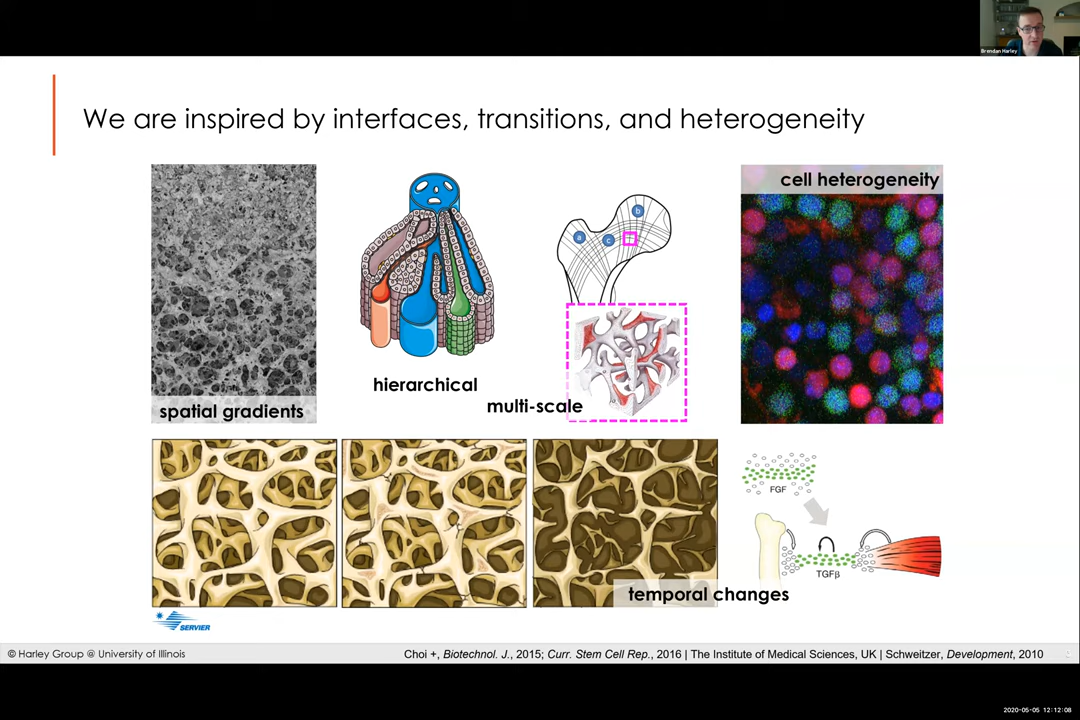 Brendan Harley
We are inspired by interfaces, transitions, and heterogeneity
spatial gradients
hierarchical
multi-scale
a
b
c
cell heterogeneity
FGF
TGFβ
temporal changes
SERVIER
© Harley Group @ University of Illinois
Choi +, Biotechnol. J., 2015; Curr. Stem Cell Rep., 2016 | The Institute of Medical Sciences, UK | Schweitzer, Development, 2010
2020-05-05 12:12:08